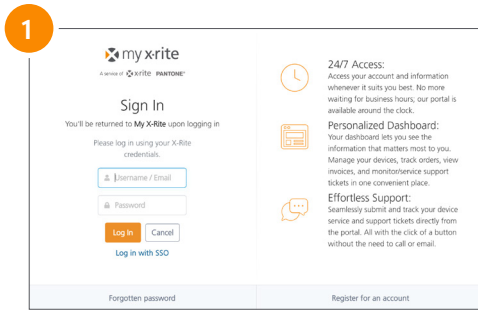 1
my x·rite
A service of x·rite PANTONE®
Sign In
You'll be returned to My X-Rite upon logging in
Please log in using your X-Rite
credentials.
Username / Email
Password
Log In
Cancel
Log in with SSO
24/7 Access:
Access your account and information
whenever it suits you best. No more
waiting for business hours; our portal is
available around the clock.
Personalized Dashboard:
Your dashboard lets you see the
information that matters most to you.
Manage your devices, track orders, view
invoices, and monitor/service support
tickets in one convenient place.
Effortless Support:
Seamlessly submit and track your device
service and support tickets directly from
the portal. All with the click of a button
without the need to call or email.
Forgotten password
Register for an account